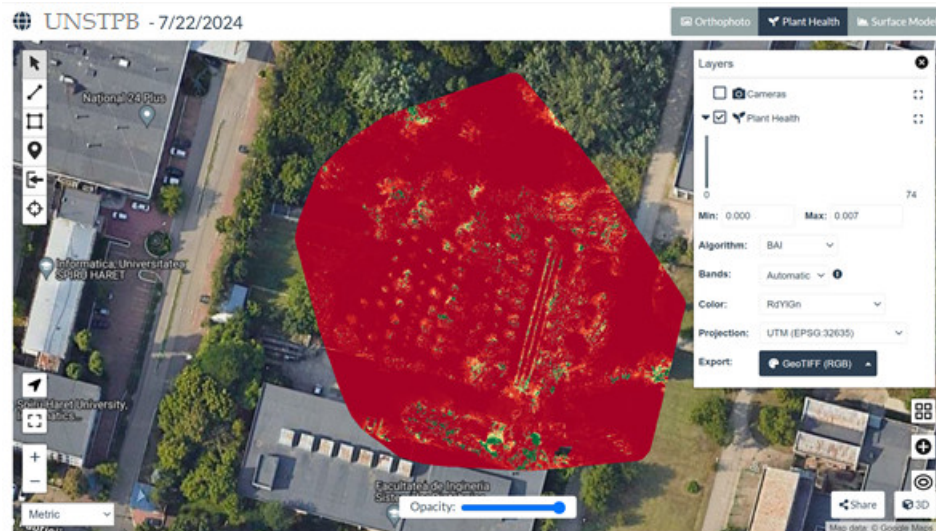 UNSTPB - 7/22/2024
Orthophoto
Plant Health
Surface Model
Național 24 Plus
Informatica, Universitatea
SPIRU HARET
Spiru Haret University,
Facultatea de Ingineria
Layers
Cameras
Plant Health
0
74
Min: 0.000
Max: 0.007
Algorithm: BAI
Bands: Automatic
Color: RdYlGn
Projection: UTM (EPSG:32635)
Export: GeoTIFF (RGB)
+
−
Metric
Opacity:
Share
3D
Map data: © Google Maps